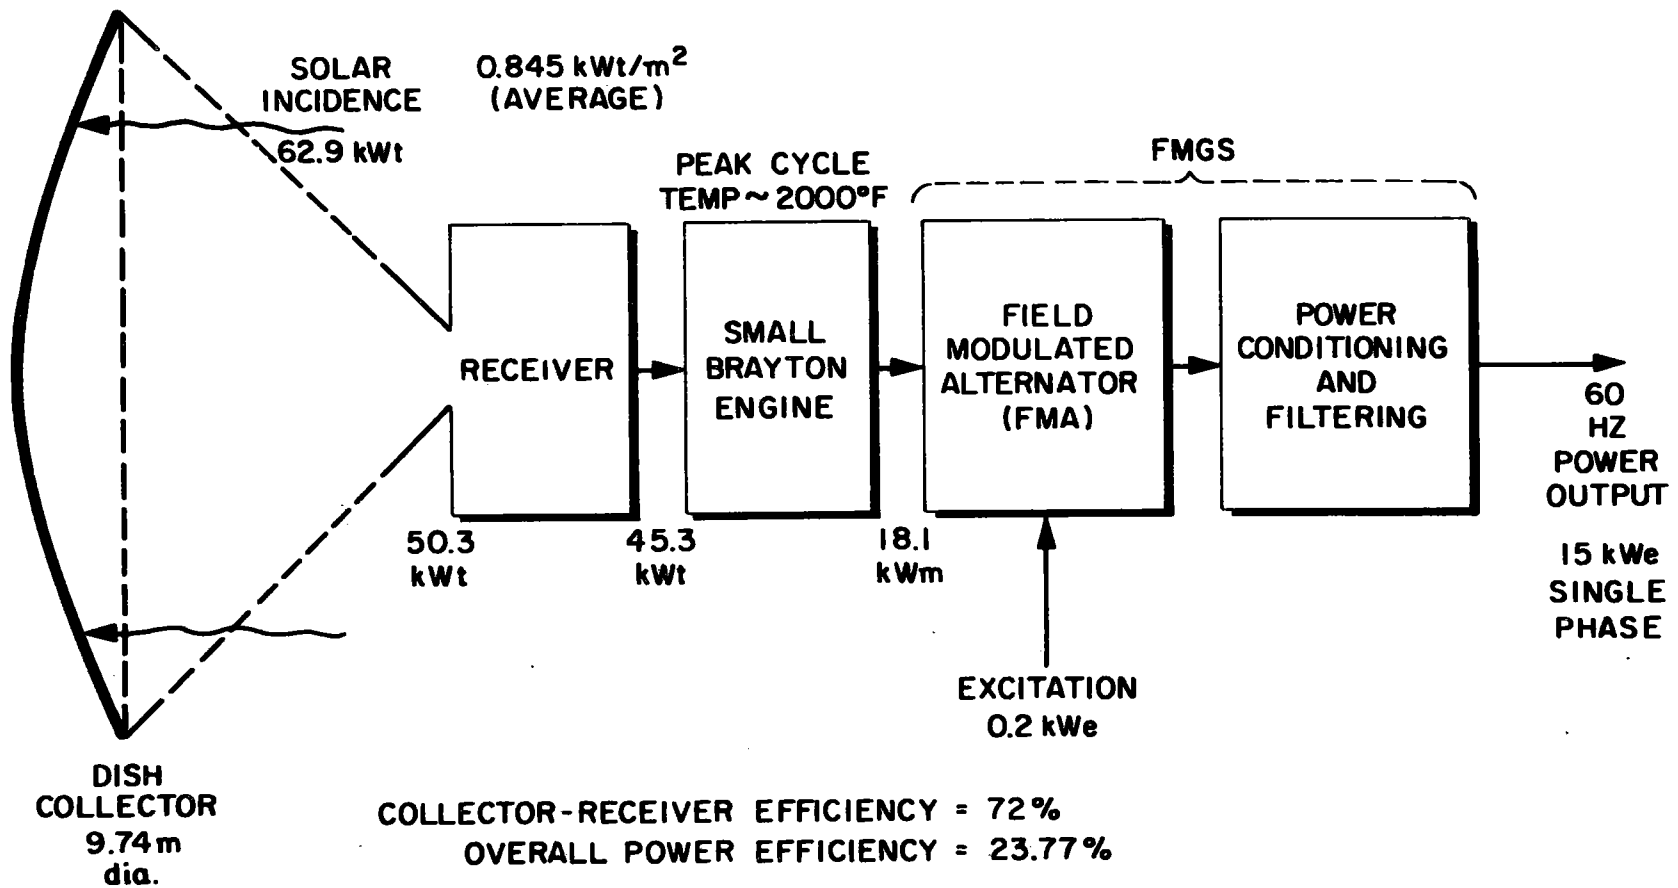 SOLAR
INCIDENCE
62.9 kWt
0.845 kWt/m²
(AVERAGE)
PEAK CYCLE
TEMP ~ 2000°F
FMGS
RECEIVER
SMALL
BRAYTON
ENGINE
FIELD
MODULATED
ALTERNATOR
(FMA)
POWER
CONDITIONING
AND
FILTERING
60
HZ
POWER
OUTPUT
15 kWe
SINGLE
PHASE
50.3
kWt
45.3
kWt
18.1
kWm
EXCITATION
0.2 kWe
DISH
COLLECTOR
9.74m
dia.
COLLECTOR-RECEIVER EFFICIENCY = 72%
OVERALL POWER EFFICIENCY = 23.77%